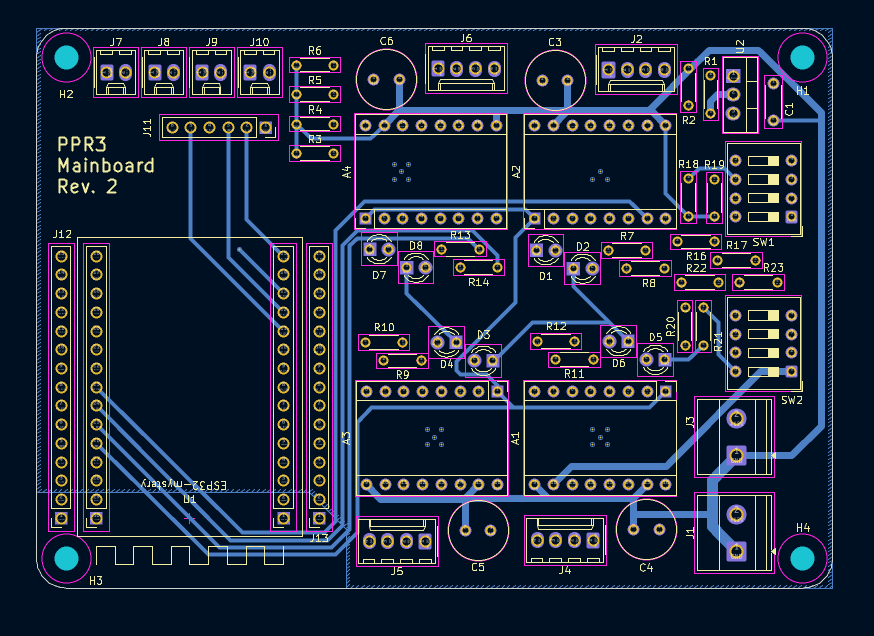 J7 J8 J9 J10 R6 C6 J6 C3 J2 R1 U2
H2 R5 H1
R4 R2 C1
J11 R3
PPR3
Mainboard
Rev. 2
A4 A2 R18 R19
J12 R13 R7 SW1
D7 D8 D1 D2 R16 R17
R14 R8 R22 R23
R10 D3 R12 D5 R20 R21
R9 D4 R11 D6
SW2
A3 A1 J3
ESP32-mystery
U1
J13 J1 H4
H3 J5 C5 J4 C4